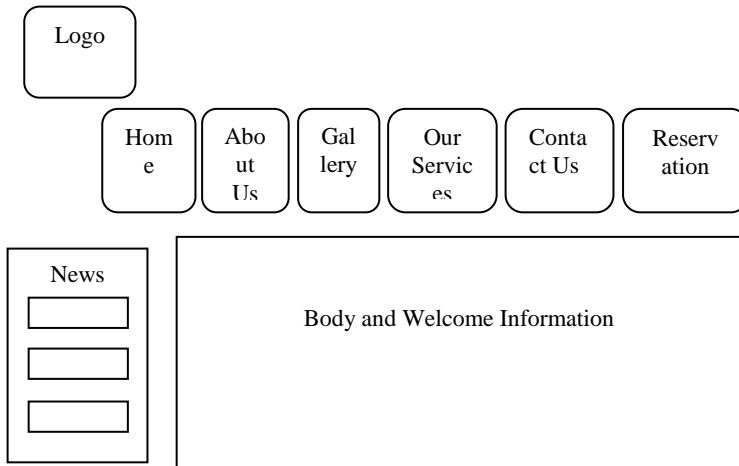 Logo
Hom
e
Abo
ut
Us
Gal
lery
Our
Servic
es
Conta
ct Us
Reserv
ation
News
Body and Welcome Information